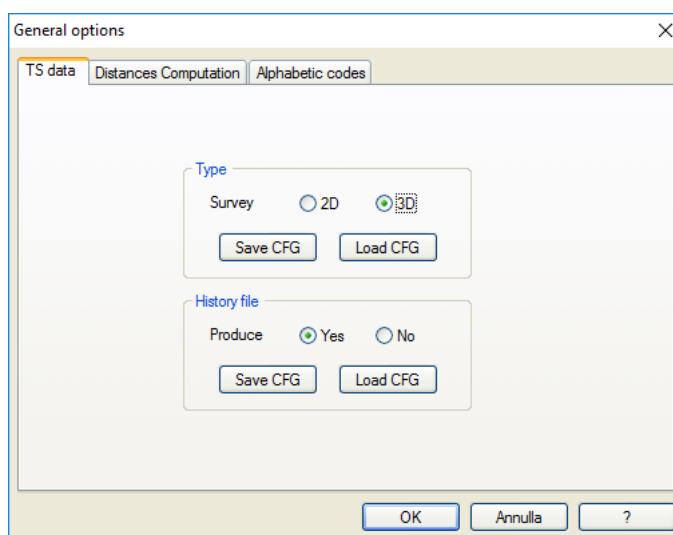 General options
TS data Distances Computation Alphabetic codes
Type
Survey 2D 3D
Save CFG Load CFG
History file
Produce Yes No
Save CFG Load CFG
OK Annulla ?